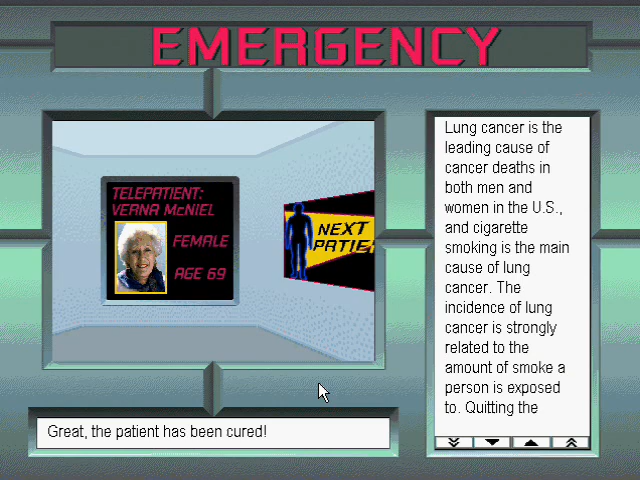 EMERGENCY
TELEPATIENT:
VERNA McNIEL
FEMALE
AGE 69
NEXT
PATIE
Lung cancer is the
leading cause of
cancer deaths in
both men and
women in the U.S.,
and cigarette
smoking is the main
cause of lung
cancer. The
incidence of lung
cancer is strongly
related to the
amount of smoke a
person is exposed
to. Quitting the
Great, the patient has been cured!